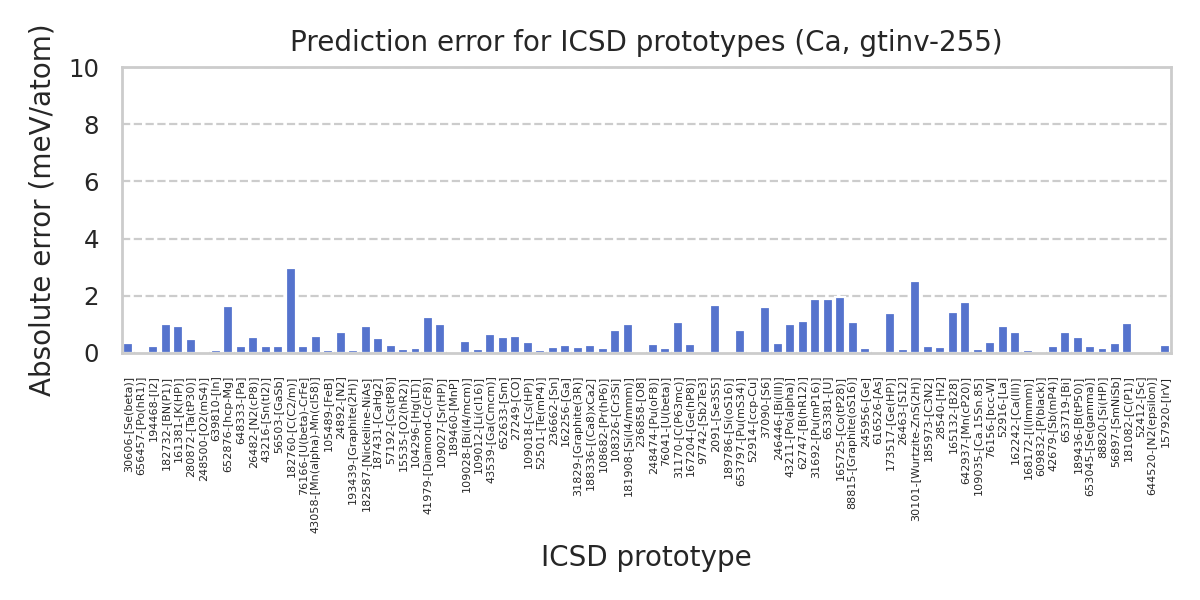 Prediction error for ICSD prototypes (Ca, gtinv-255)
Absolute error (meV/atom)
10
8
6
4
2
0
30606-[Se(beta)]
656457-[Po(hR1)]
194468-[I2]
182732-[BN(P1)]
161381-[K(HP)]
280872-[Ta(tP30)]
248500-[O2(mS4)]
639810-[In]
652876-[hcp-Mg]
64833-[Pa]
26482-[N2(cP8)]
43216-[Sn(tI2)]
56503-[GaSb]
182760-[C(C2/m)]
76166-[U(beta)-CrFe]
43058-[Mn(alpha)-Mn(cI58)]
105489-[FeB]
24892-[N2]
193439-[Graphite(2H)]
182587-[Nickeline-NiAs]
187431-[CaHg2]
57192-[Cs(tP8)]
15535-[O2(hR2)]
104296-[Hg(LT)]
41979-[Diamond-C(cF8)]
109027-[Sr(HP)]
189460-[MnP]
109028-[Bi(I4/mcm)]
109012-[Li(cI16)]
43539-[Ga(Cmcm)]
652633-[Sm]
27249-[CO]
109018-[Cs(HP)]
52501-[Te(mP4)]
236662-[Sn]
162256-[Ga]
31829-[Graphite(3R)]
188336-[(Ca8)xCa2]
108682-[Pr(hP6)]
108326-[Cr3Si]
181908-[Si(I4/mmm)]
236858-[O8]
248474-[Pu(oF8)]
76041-[U(beta)]
31170-[C(P63mc)]
167204-[Ge(hP8)]
97742-[Sb2Te3]
2091-[Se3S5]
189786-[Si(oS16)]
653797-[Pu(mS34)]
52914-[ccp-Cu]
37090-[S6]
246446-[Bi(III)]
43211-[Po(alpha)]
62747-[B(hR12)]
31692-[Pu(mP16)]
653381-[U]
165725-[Co(tP28)]
88815-[Graphite(oS16)]
245956-[Ge]
616526-[As]
173517-[Ge(HP)]
26463-[S12]
30101-[Wurtzite-ZnS(2H)]
185973-[C3N2]
28540-[H2]
165132-[B28]
642937-[Mn(cP20)]
109035-[Ca.15Sn.85]
76156-[bcc-W]
52916-[La]
162242-[Ca(III)]
168172-[I(Immm)]
609832-[P(black)]
42679-[Sb(mP4)]
653719-[Bi]
189436-[B(tP50)]
653045-[Se(gamma)]
88820-[Si(HP)]
56897-[SmNiSb]
181082-[C(P1)]
52412-[Sc]
644520-[N2(epsilon)]
157920-[IrV]
ICSD prototype